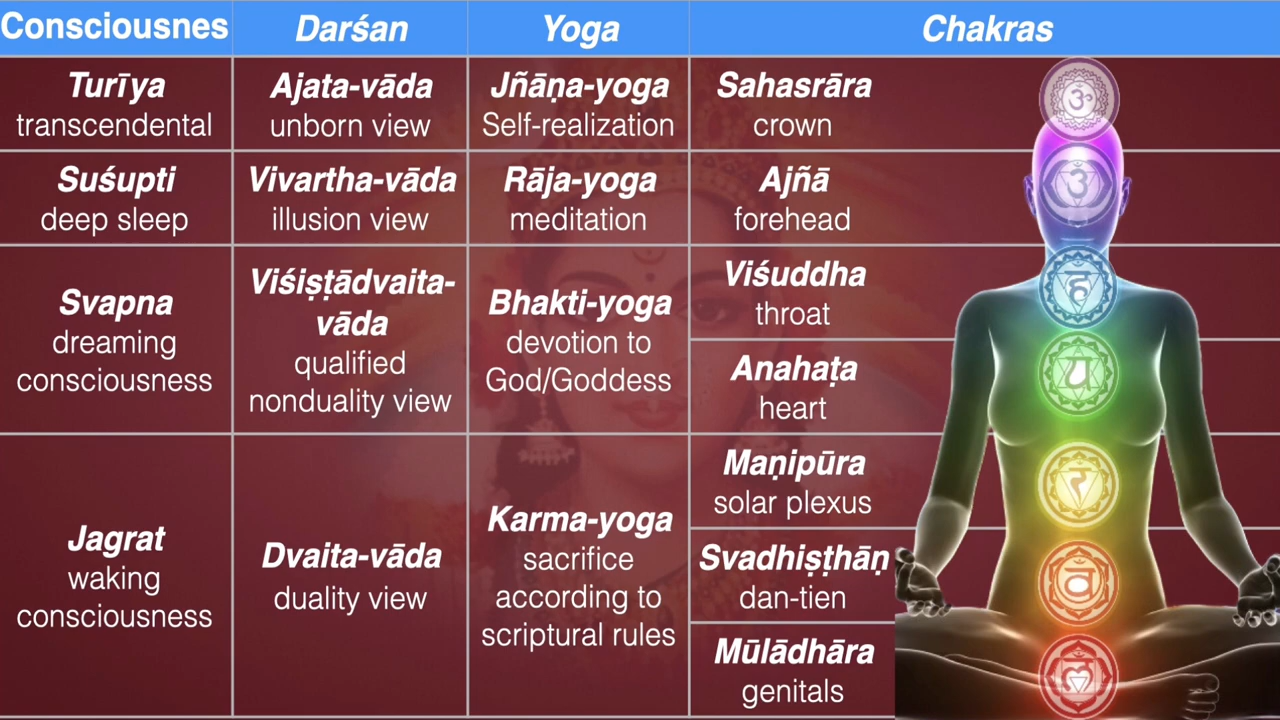 Consciousnes Darśan Yoga Chakras
Turīya
transcendental
Ajata-vāda
unborn view
Jñāṇa-yoga
Self-realization
Sahasrāra
crown
Suśupti
deep sleep
Vivartha-vāda
illusion view
Rāja-yoga
meditation
Ajñā
forehead
Svapna
dreaming
consciousness
Viśiṣṭādvaita-
vāda
qualified
nonduality view
Bhakti-yoga
devotion to
God/Goddess
Viśuddha
throat
Anahaṭa
heart
Jagrat
waking
consciousness
Dvaita-vāda
duality view
Karma-yoga
sacrifice
according to
scriptural rules
Maṇipūra
solar plexus
Svadhiṣṭhāṇ
dan-tien
Mūlādhāra
genitals
ॐ
ॐ
हं
यं
रं
वं
लं